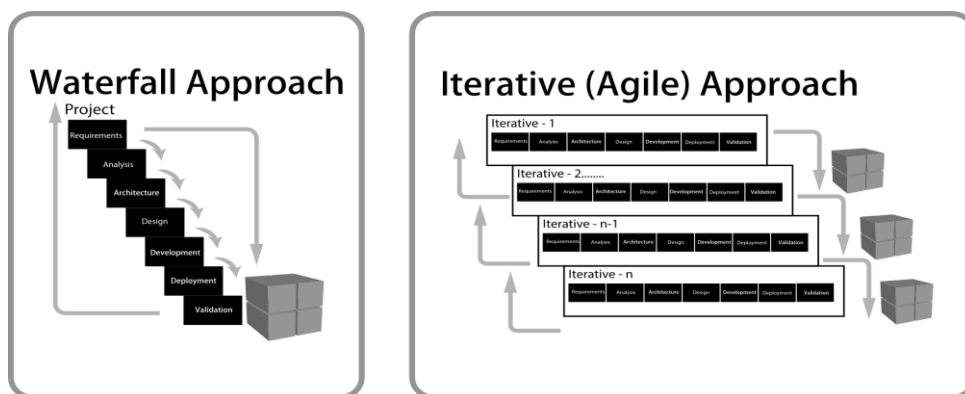 Waterfall Approach
Project
Requirements
Analysis
Architecture
Design
Development
Deployment
Validation
Iterative (Agile) Approach
Iterative - 1
Requirements Analysis Architecture Design Development Deployment Validation
Iterative - 2........
Requirements Analysis Architecture Design Development Deployment Validation
Iterative - n-1
Requirements Analysis Architecture Design Development Deployment Validation
Iterative - n
Requirements Analysis Architecture Design Development Deployment Validation